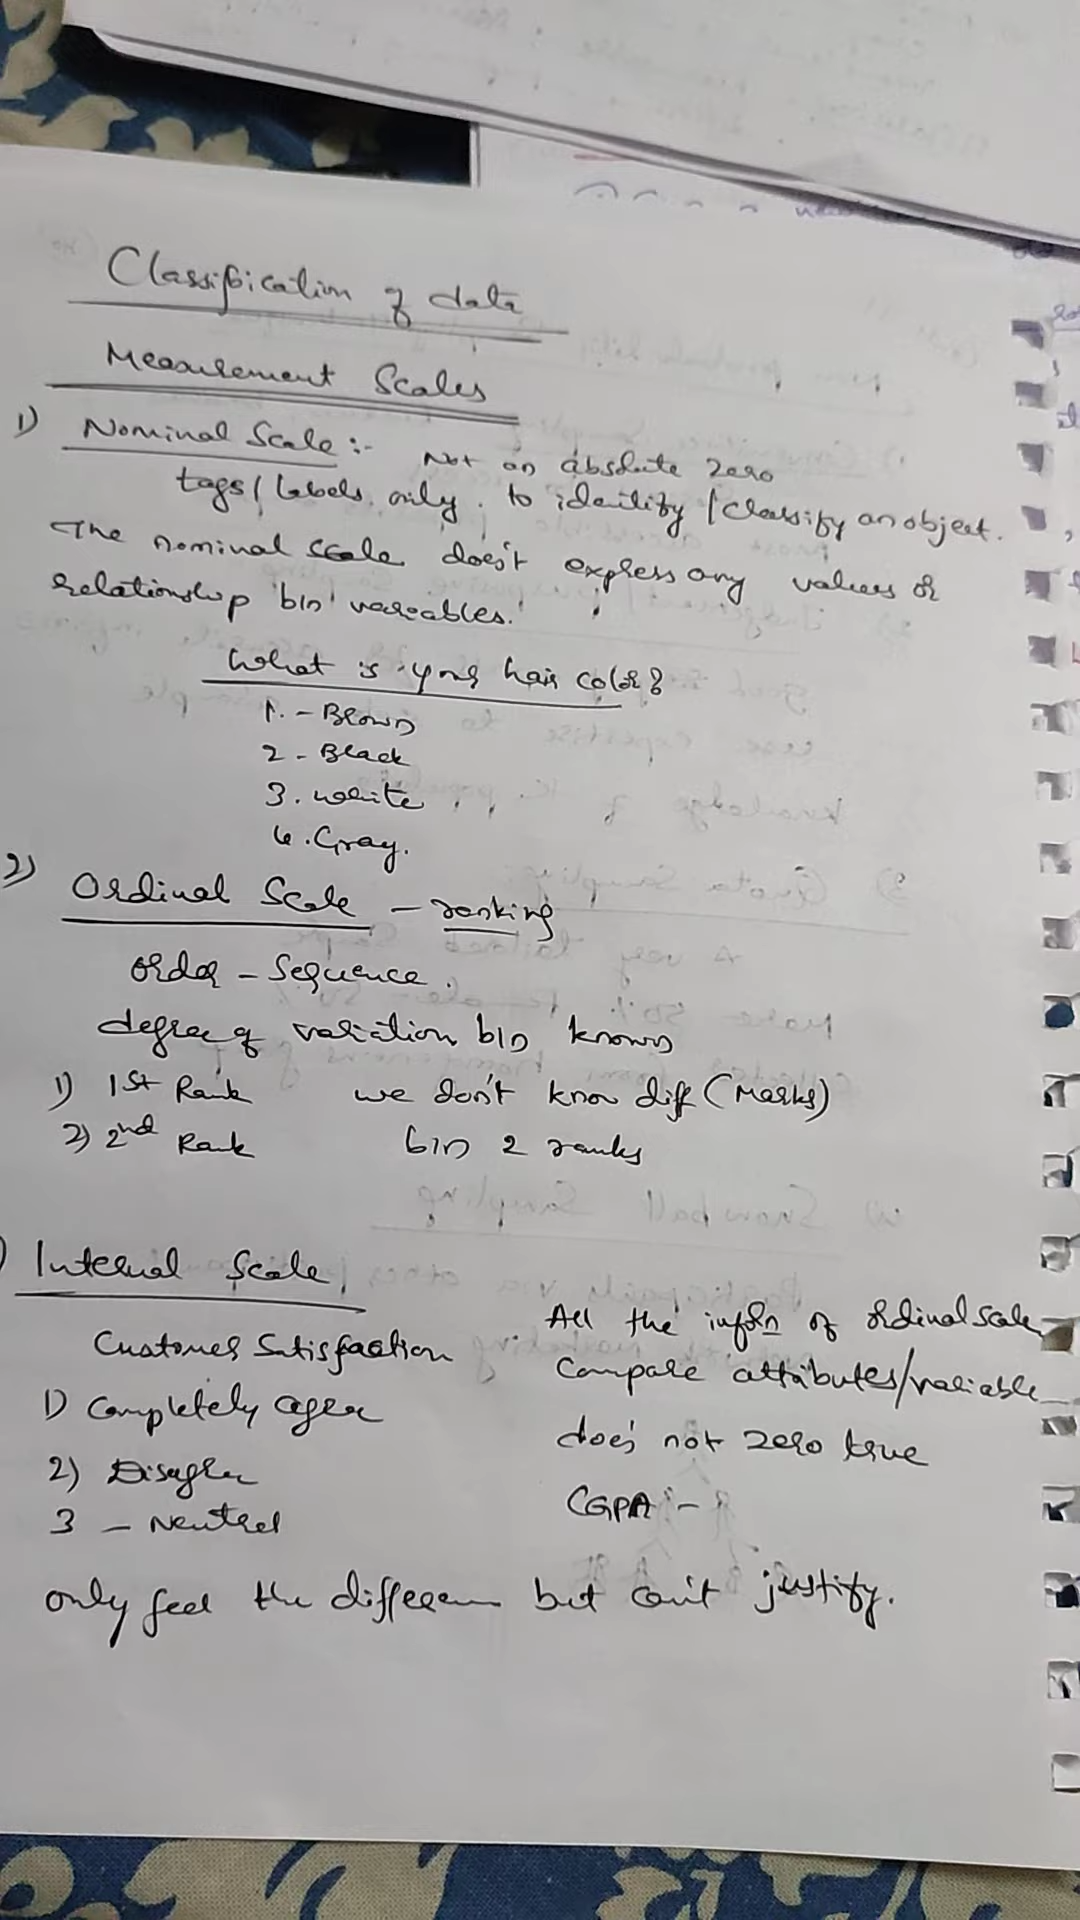 Classification of data
Measurement Scales
1) Nominal Scale :- Not an absolute zero
tags / labels only. to identify / classify an object.
The nominal scale doesn't express any values or
relationship b/n variables.
What is your hair color?
1. - Brown
2 - Black
3. white
4. Gray.
2) Ordinal Scale - ranking
order - Sequence.
degree of variation b/n known
1) 1st Rank we don't know diff (Marks)
2) 2nd Rank b/n 2 ranks
) Interval Scale
All the inforn of ordinal scale
Customer Satisfaction
Compare attributes/variable
1) Completely agree
does not zero true
2) Disagree
CGPA :-
3 - Neutral
only feel the difference but can't justify.